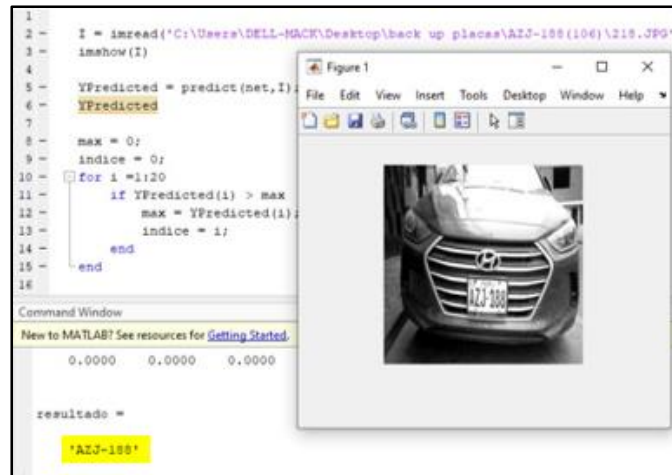 1
2 -     I = imread('C:\Users\DELL-MACK\Desktop\back up placas\AZJ-188(106)\218.JPG'
3 -     imshow(I)
4
5 -     YPredicted = predict(net,I);
6 -     YPredicted
7
8 -     max = 0;
9 -     indice = 0;
10 -     for i =1:20
11 -         if YPredicted(i) > max
12 -             max = YPredicted(i);
13 -             indice = i;
14 -         end
15 -     end
16
Figure 1
File Edit View Insert Tools Desktop Window Help
AZJ-188
Command Window
New to MATLAB? See resources for Getting Started.
0.0000 0.0000 0.0000
resultado =
'AZJ-188'